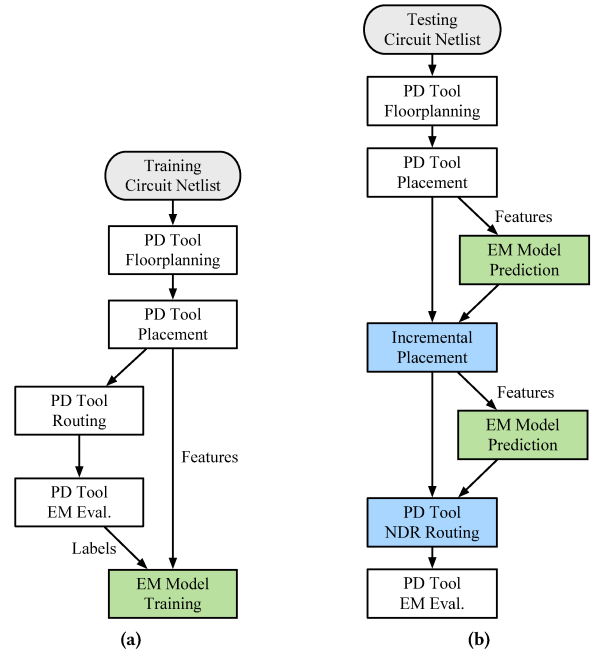 Training
Circuit Netlist
PD Tool
Floorplanning
PD Tool
Placement
PD Tool
Routing
Features
PD Tool
EM Eval.
Labels
EM Model
Training
(a)
Testing
Circuit Netlist
PD Tool
Floorplanning
PD Tool
Placement
Features
EM Model
Prediction
Incremental
Placement
Features
EM Model
Prediction
PD Tool
NDR Routing
PD Tool
EM Eval.
(b)